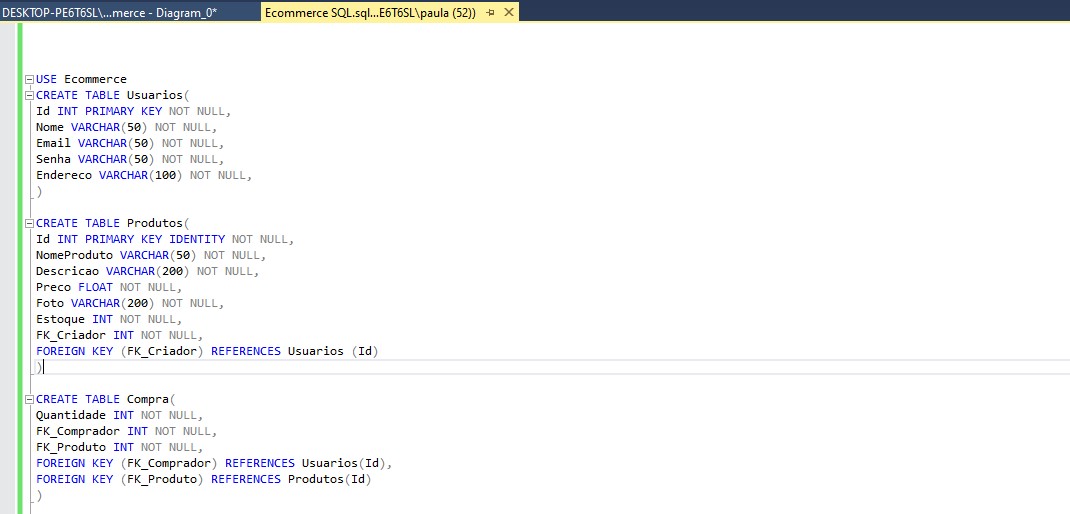 DESKTOP-PE6T6SL\...merce - Diagram_0*
Ecommerce SQL.sql...E6T6SL\paula (52))
USE Ecommerce
CREATE TABLE Usuarios(
Id INT PRIMARY KEY NOT NULL,
Nome VARCHAR(50) NOT NULL,
Email VARCHAR(50) NOT NULL,
Senha VARCHAR(50) NOT NULL,
Endereco VARCHAR(100) NOT NULL,
)
CREATE TABLE Produtos(
Id INT PRIMARY KEY IDENTITY NOT NULL,
NomeProduto VARCHAR(50) NOT NULL,
Descricao VARCHAR(200) NOT NULL,
Preco FLOAT NOT NULL,
Foto VARCHAR(200) NOT NULL,
Estoque INT NOT NULL,
FK_Criador INT NOT NULL,
FOREIGN KEY (FK_Criador) REFERENCES Usuarios (Id)
)
CREATE TABLE Compra(
Quantidade INT NOT NULL,
FK_Comprador INT NOT NULL,
FK_Produto INT NOT NULL,
FOREIGN KEY (FK_Comprador) REFERENCES Usuarios(Id),
FOREIGN KEY (FK_Produto) REFERENCES Produtos(Id)
)